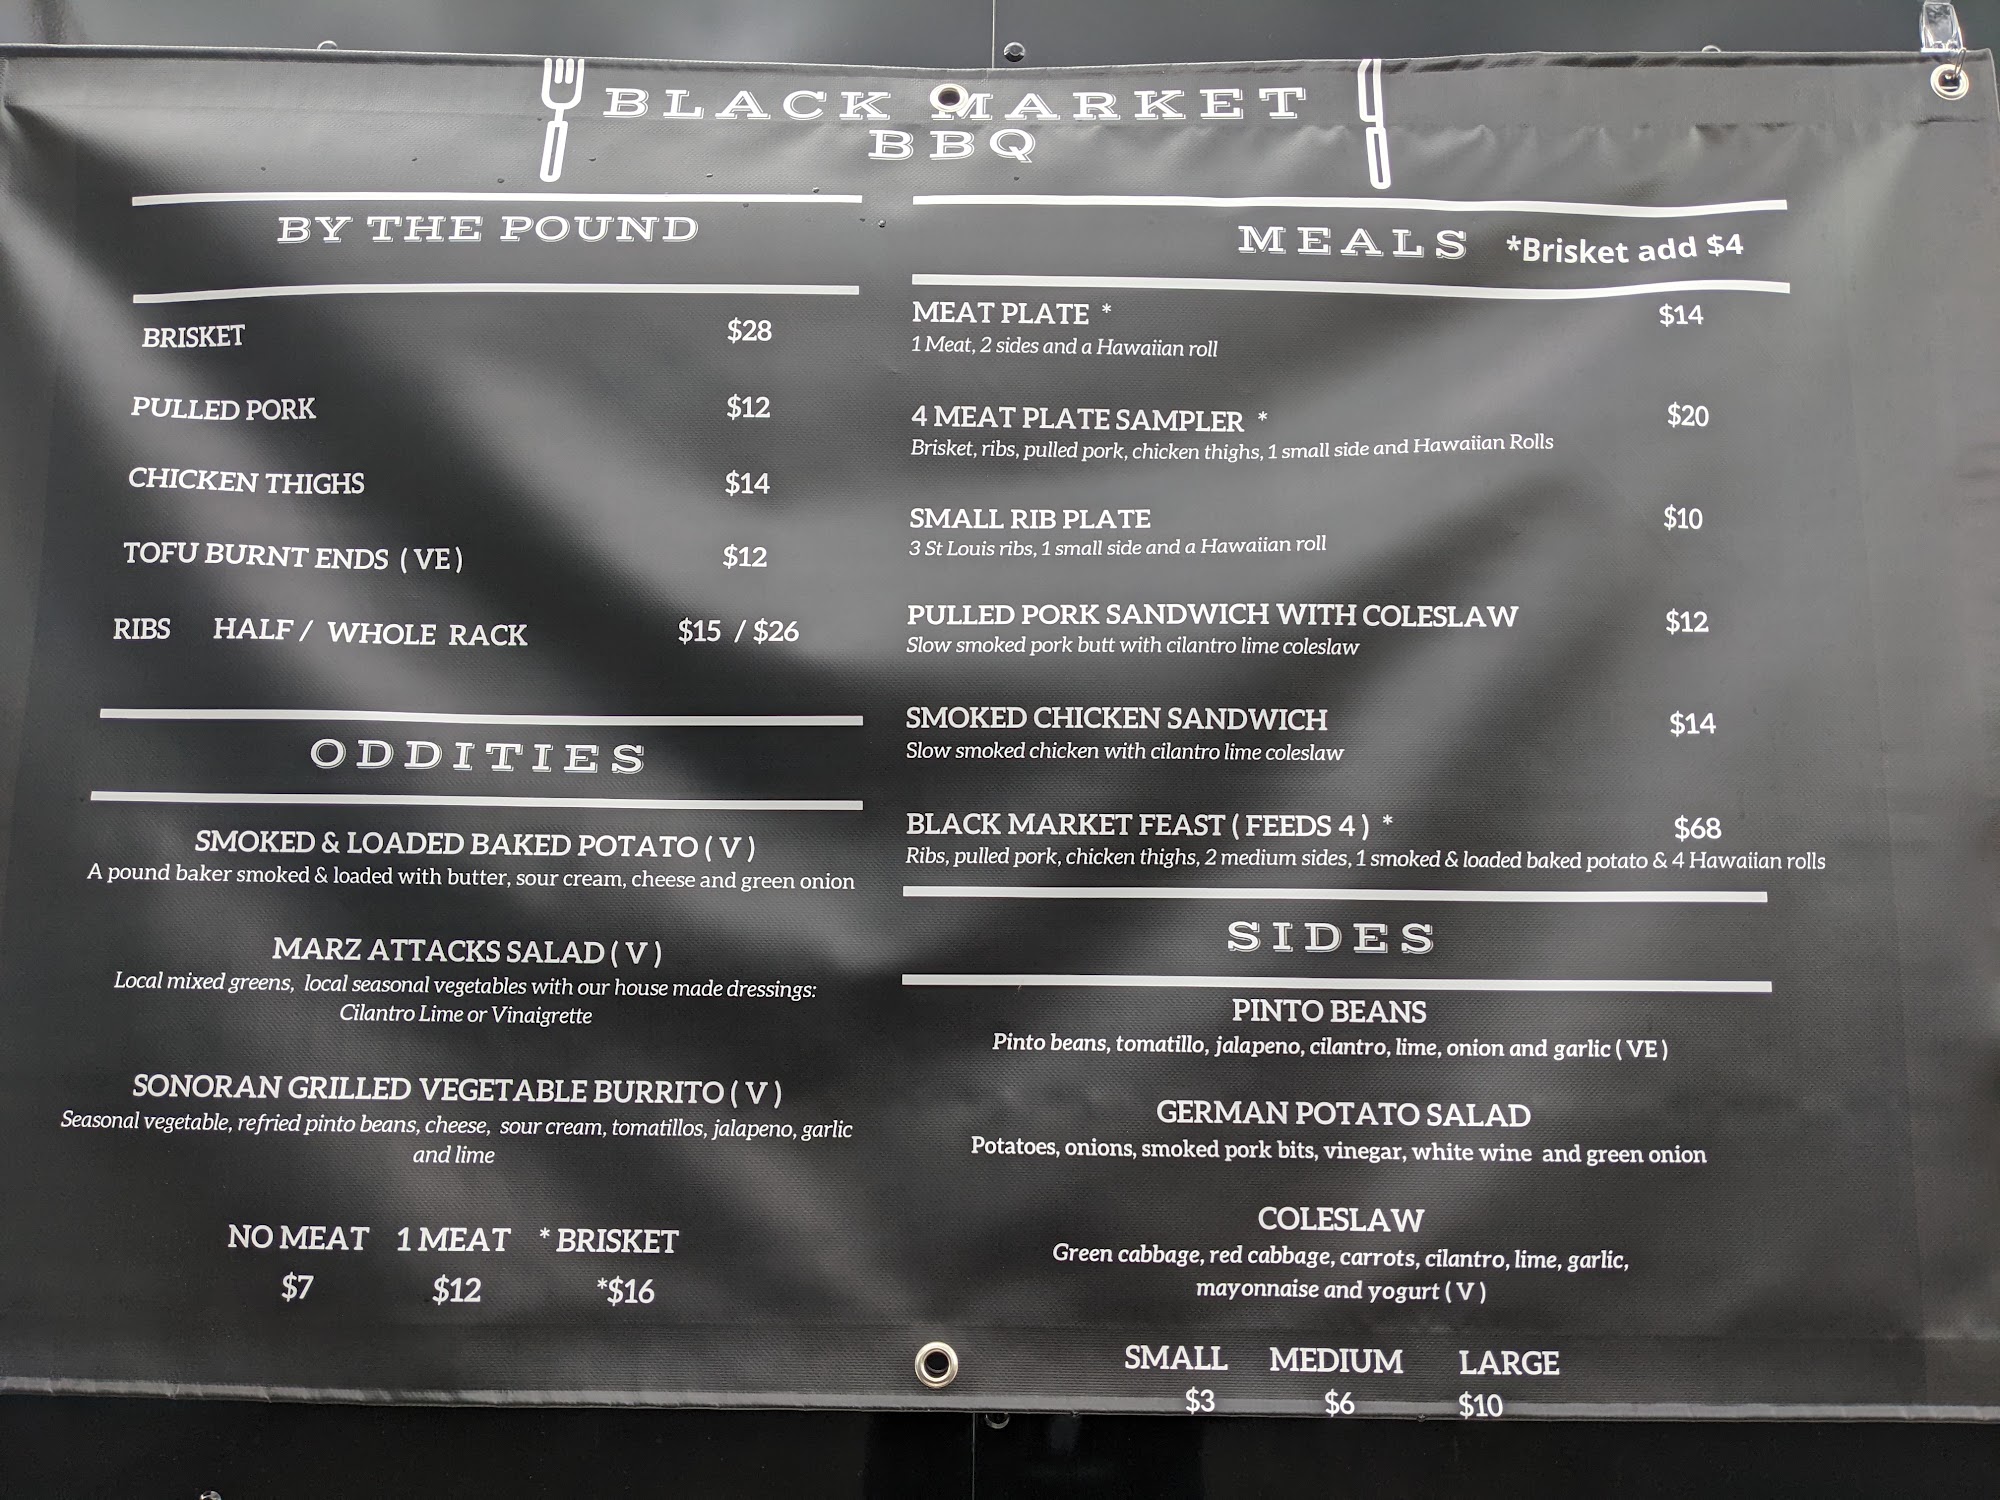 BLACK MARKET
BBQ
BY THE POUND
BRISKET $28
PULLED PORK $12
CHICKEN THIGHS $14
TOFU BURNT ENDS ( VE ) $12
RIBS HALF / WHOLE RACK $15 / $26
ODDITIES
SMOKED & LOADED BAKED POTATO ( V )
A pound baker smoked & loaded with butter, sour cream, cheese and green onion
MARZ ATTACKS SALAD ( V )
Local mixed greens, local seasonal vegetables with our house made dressings:
Cilantro Lime or Vinaigrette
SONORAN GRILLED VEGETABLE BURRITO ( V )
Seasonal vegetable, refried pinto beans, cheese, sour cream, tomatillos, jalapeno, garlic
and lime
NO MEAT 1 MEAT * BRISKET
$7 $12 *$16
MEALS *Brisket add $4
MEAT PLATE * $14
1 Meat, 2 sides and a Hawaiian roll
4 MEAT PLATE SAMPLER * $20
Brisket, ribs, pulled pork, chicken thighs, 1 small side and Hawaiian Rolls
SMALL RIB PLATE $10
3 St Louis ribs, 1 small side and a Hawaiian roll
PULLED PORK SANDWICH WITH COLESLAW $12
Slow smoked pork butt with cilantro lime coleslaw
SMOKED CHICKEN SANDWICH $14
Slow smoked chicken with cilantro lime coleslaw
BLACK MARKET FEAST ( FEEDS 4 ) * $68
Ribs, pulled pork, chicken thighs, 2 medium sides, 1 smoked & loaded baked potato & 4 Hawaiian rolls
SIDES
PINTO BEANS
Pinto beans, tomatillo, jalapeno, cilantro, lime, onion and garlic ( VE )
GERMAN POTATO SALAD
Potatoes, onions, smoked pork bits, vinegar, white wine and green onion
COLESLAW
Green cabbage, red cabbage, carrots, cilantro, lime, garlic,
mayonnaise and yogurt ( V )
SMALL MEDIUM LARGE
$3 $6 $10